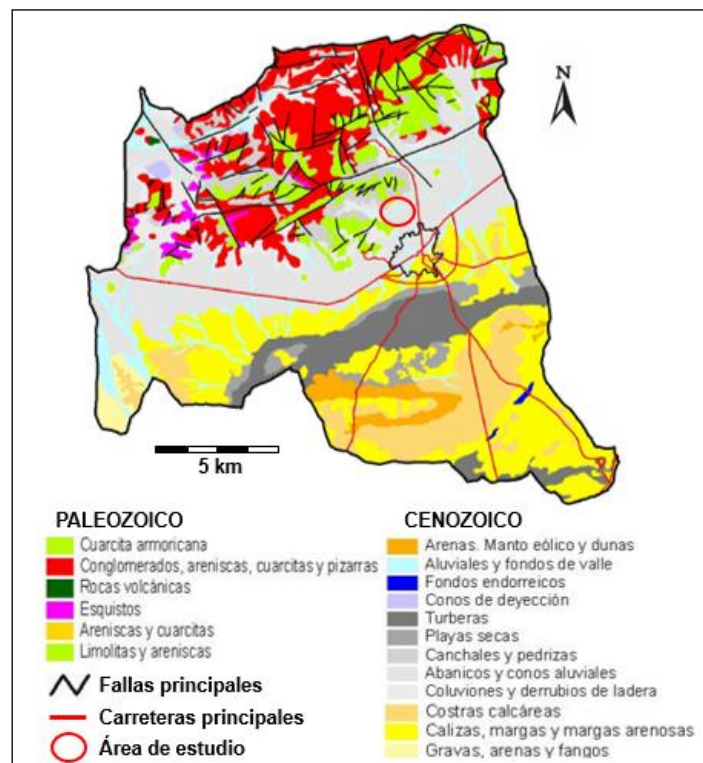 N
5 km
PALEOZOICO
Cuarcita armoricana
Conglomerados, areniscas, cuarcitas y pizarras
Rocas volcánicas
Esquistos
Areniscas y cuarcitas
Limolitas y areniscas
Fallas principales
Carreteras principales
Área de estudio
CENOZOICO
Arenas. Manto eólico y dunas
Aluviales y fondos de valle
Fondos endorreicos
Conos de deyección
Turberas
Playas secas
Canchales y pedrizas
Abanicos y conos aluviales
Coluviones y derrubios de ladera
Costras calcáreas
Calizas, margas y margas arenosas
Gravas, arenas y fangos